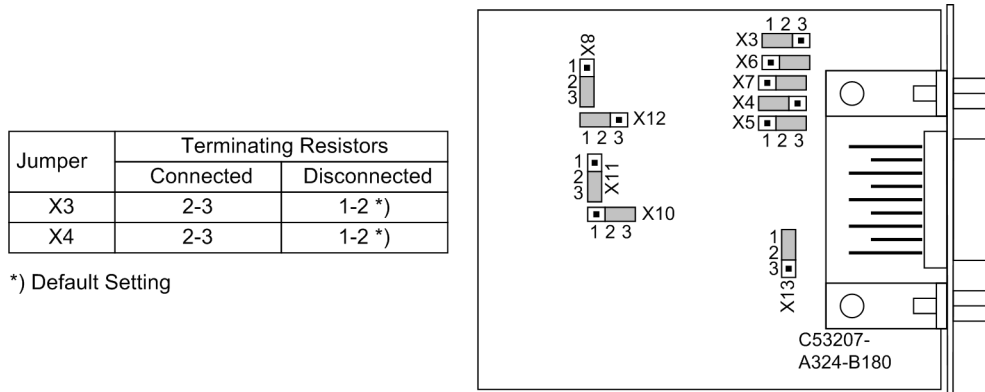 Jumper
Terminating Resistors
Connected
Disconnected
X3
2-3
1-2 *)
X4
2-3
1-2 *)
*) Default Setting
1 2 3
X3
X6
X7
X4
X5
1 2 3
X8
1
2
3
X12
1 2 3
1
2
3
X11
X10
1 2 3
1
2
3
X13
C53207-
A324-B180